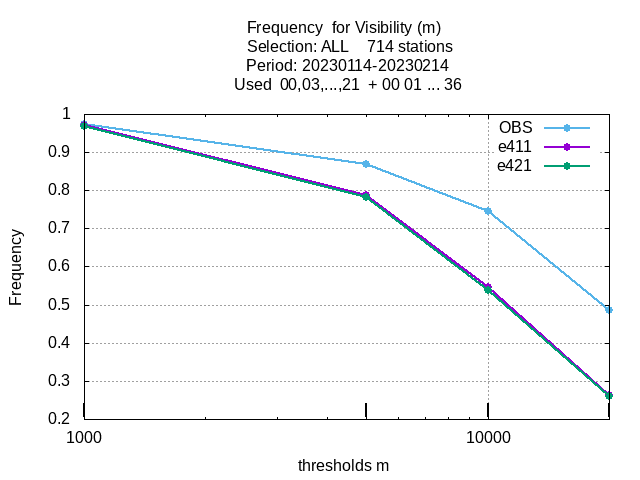 Frequency  for Visibility (m)
Selection: ALL    714 stations
Period: 20230114-20230214
Used  00,03,...,21  + 00 01 ... 36
OBS
e411
e421
1
0.9
0.8
0.7
0.6
0.5
0.4
0.3
0.2
Frequency
1000
10000
thresholds m